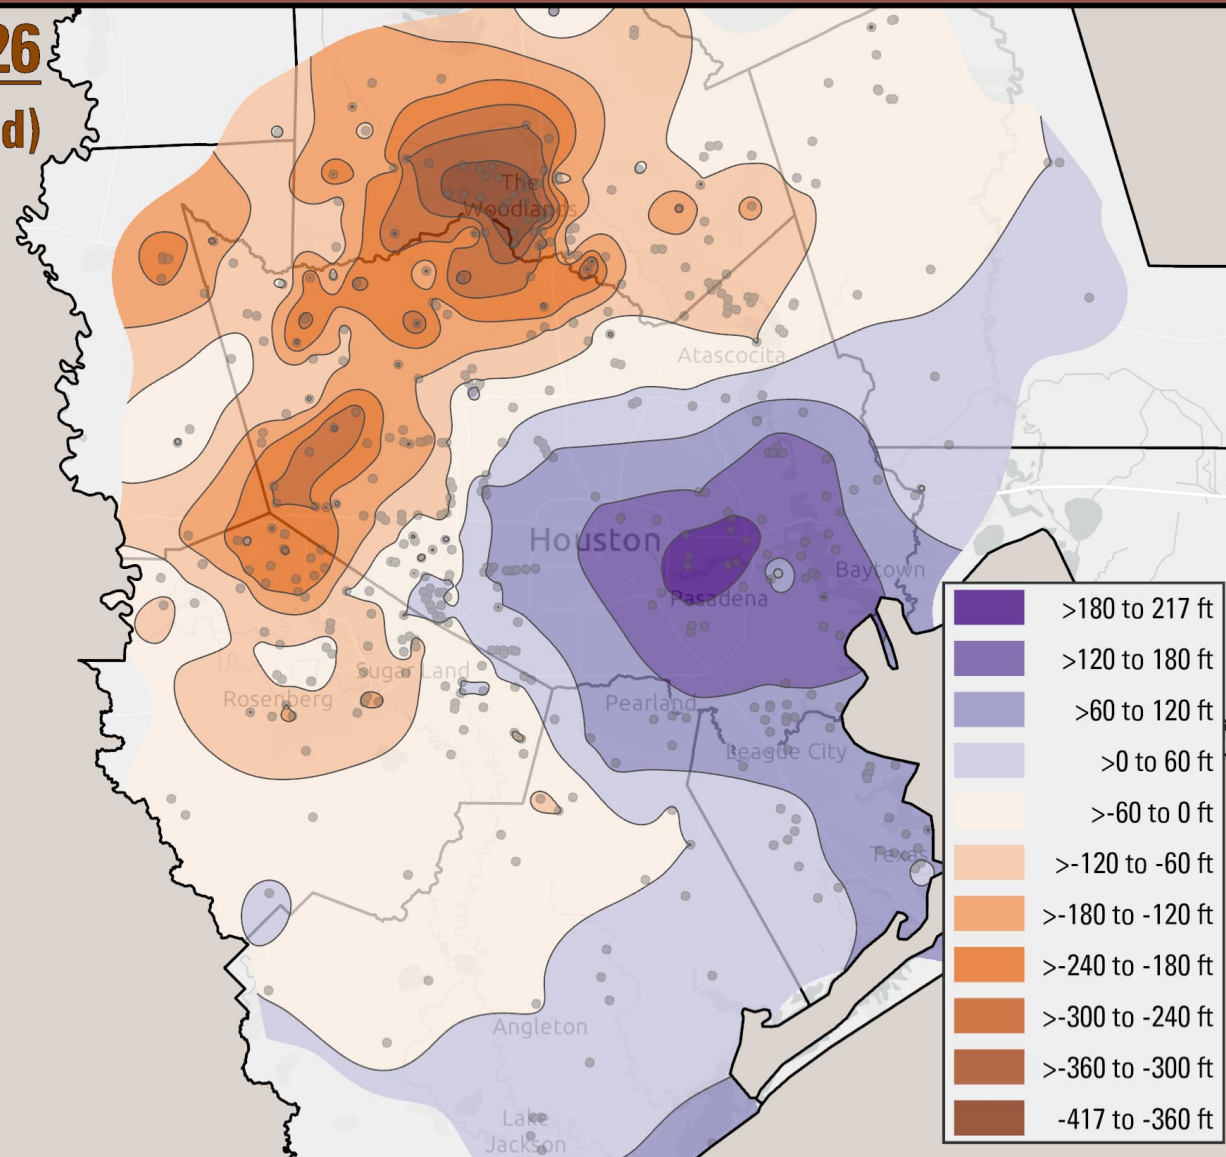 26
d)
The
Woodlands
Atascocita
Houston
Baytown
Pasadena
Sugar Land
Rosenberg
Pearland
League City
Texas
Angleton
Lake
Jackson
>180 to 217 ft
>120 to 180 ft
>60 to 120 ft
>0 to 60 ft
>-60 to 0 ft
>-120 to -60 ft
>-180 to -120 ft
>-240 to -180 ft
>-300 to -240 ft
>-360 to -300 ft
-417 to -360 ft